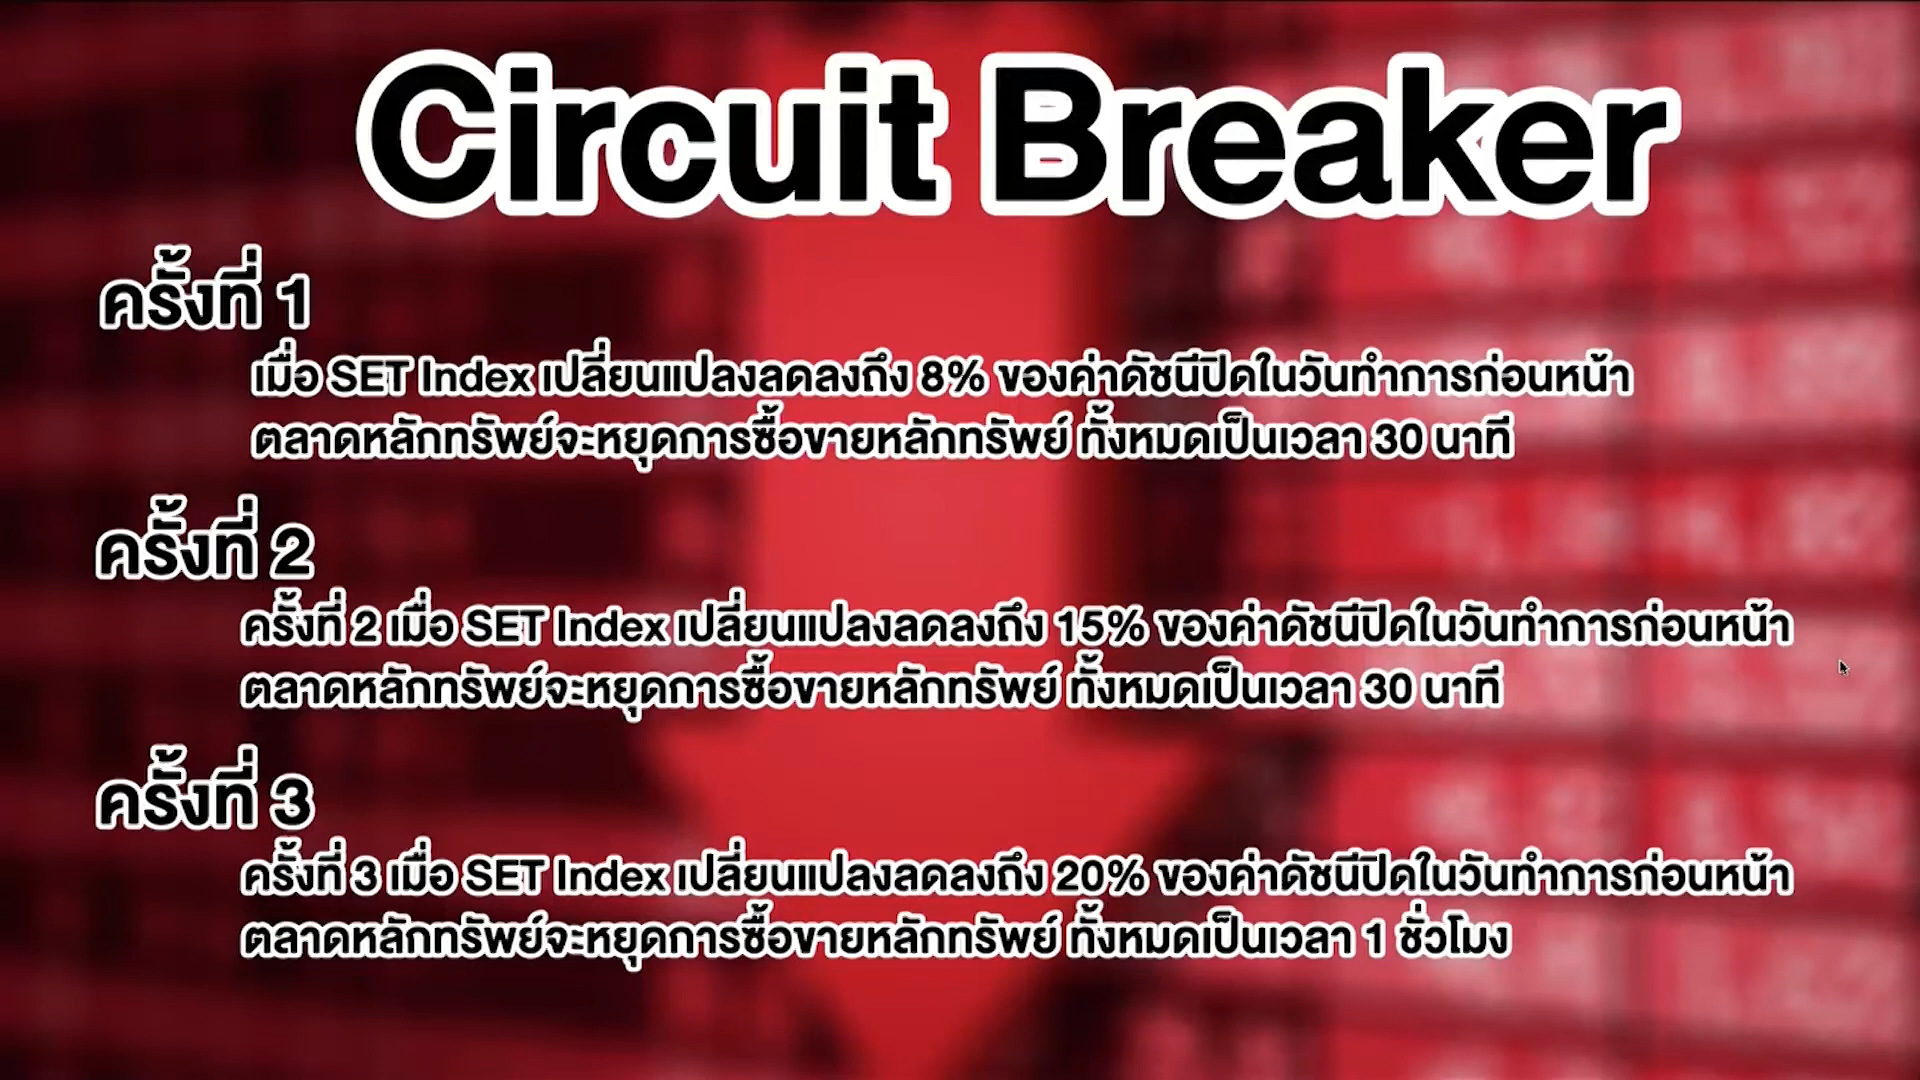 Circuit Breaker
ครั้งที่ 1
เมื่อ SET Index เปลี่ยนแปลงลดลงถึง 8% ของค่าดัชนีปิดในวันทำการก่อนหน้า
ตลาดหลักทรัพย์จะหยุดการซื้อขายหลักทรัพย์ ทั้งหมดเป็นเวลา 30 นาที
ครั้งที่ 2
ครั้งที่ 2 เมื่อ SET Index เปลี่ยนแปลงลดลงถึง 15% ของค่าดัชนีปิดในวันทำการก่อนหน้า
ตลาดหลักทรัพย์จะหยุดการซื้อขายหลักทรัพย์ ทั้งหมดเป็นเวลา 30 นาที
ครั้งที่ 3
ครั้งที่ 3 เมื่อ SET Index เปลี่ยนแปลงลดลงถึง 20% ของค่าดัชนีปิดในวันทำการก่อนหน้า
ตลาดหลักทรัพย์จะหยุดการซื้อขายหลักทรัพย์ ทั้งหมดเป็นเวลา 1 ชั่วโมง